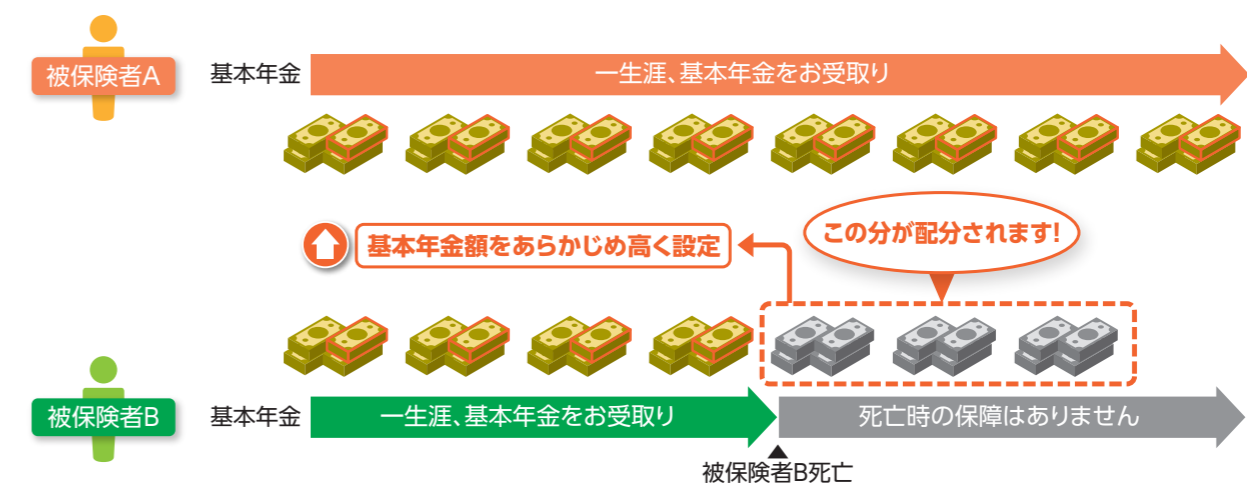 被保険者A
基本年金
一生涯、基本年金をお受取り
基本年金額をあらかじめ高く設定
この分が配分されます!
被保険者B
基本年金
一生涯、基本年金をお受取り
死亡時の保障はありません
被保険者B死亡